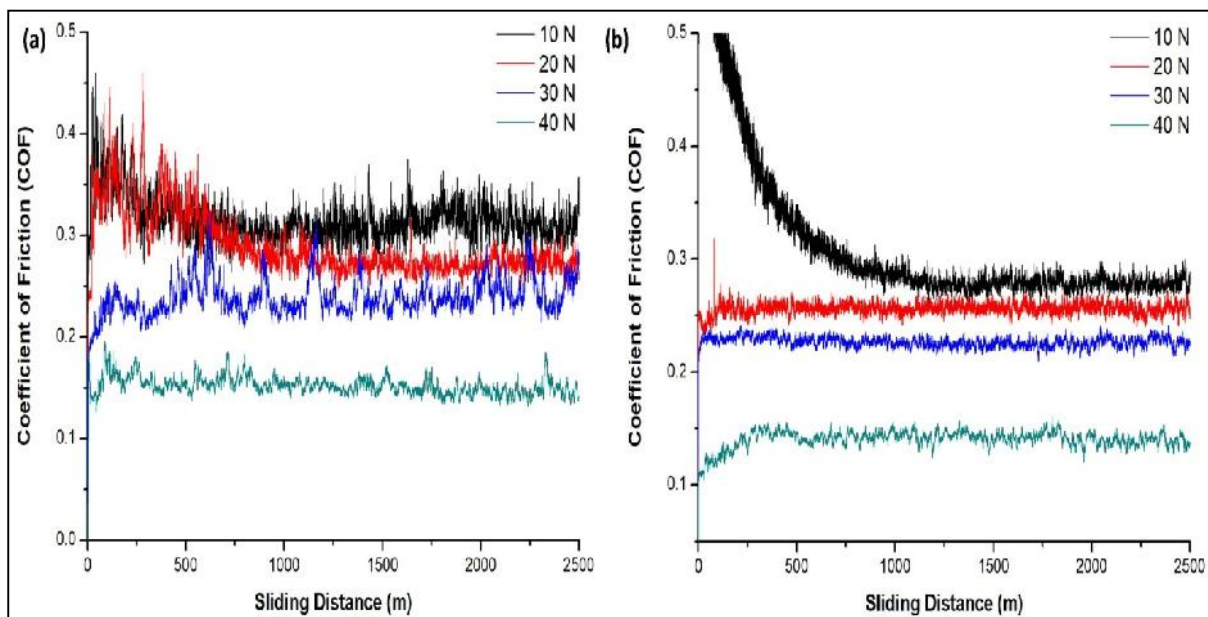 (a)
10 N
20 N
30 N
40 N
0.5
0.4
0.3
0.2
0.1
0.0
Coefficient of Friction (COF)
0
500
1000
1500
2000
2500
Sliding Distance (m)
(b)
10 N
20 N
30 N
40 N
0.5
0.4
0.3
0.2
0.1
Coefficient of Friction (COF)
0
500
1000
1500
2000
2500
Sliding Distance (m)